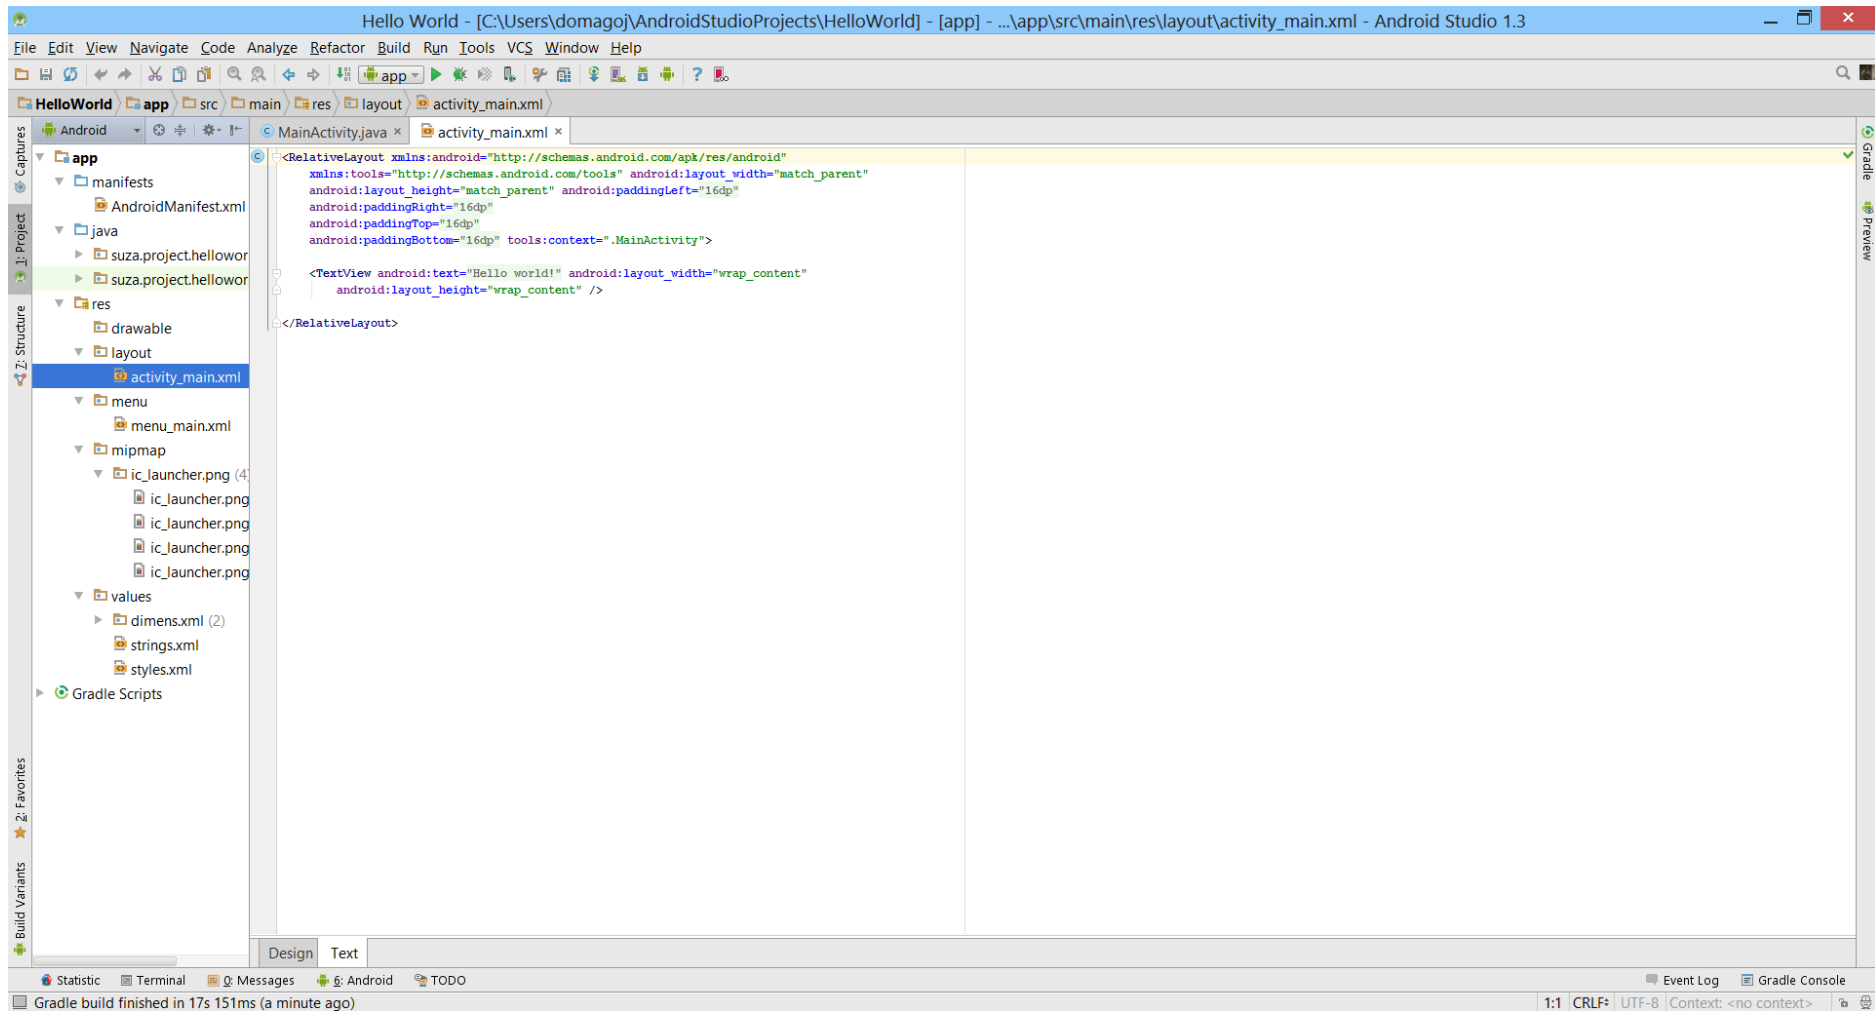 Hello World - [C:\Users\domagoj\AndroidStudioProjects\HelloWorld] - [app] - ...\app\src\main\res\layout\activity_main.xml - Android Studio 1.3
File Edit View Navigate Code Analyze Refactor Build Run Tools VCS Window Help
app
HelloWorld app src main res layout activity_main.xml
Captures
1: Project
7: Structure
2: Favorites
Build Variants
Android
app
manifests
AndroidManifest.xml
java
suza.project.hellowor
suza.project.hellowor
res
drawable
layout
activity_main.xml
menu
menu_main.xml
mipmap
ic_launcher.png (4)
ic_launcher.png
ic_launcher.png
ic_launcher.png
ic_launcher.png
values
dimens.xml (2)
strings.xml
styles.xml
Gradle Scripts
MainActivity.java × activity_main.xml ×
<RelativeLayout xmlns:android="http://schemas.android.com/apk/res/android"
xmlns:tools="http://schemas.android.com/tools" android:layout_width="match_parent"
android:layout_height="match_parent" android:paddingLeft="16dp"
android:paddingRight="16dp"
android:paddingTop="16dp"
android:paddingBottom="16dp" tools:context=".MainActivity">
<TextView android:text="Hello world!" android:layout_width="wrap_content"
android:layout_height="wrap_content" />
</RelativeLayout>
Gradle
Preview
Design Text
Statistic Terminal 0: Messages 6: Android TODO Event Log Gradle Console
Gradle build finished in 17s 151ms (a minute ago) 1:1 CRLF UTF-8 Context: <no context>